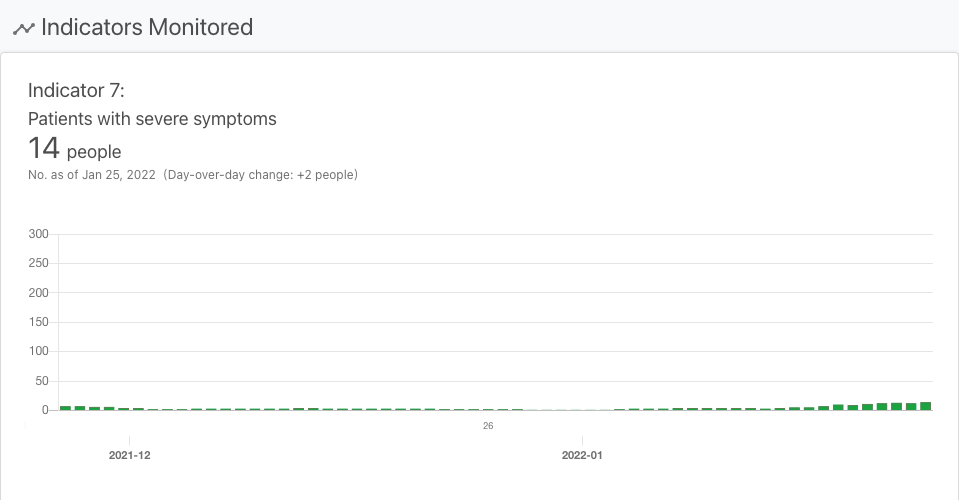 Indicators Monitored
Indicator 7:
Patients with severe symptoms
14 people
No. as of Jan 25, 2022 (Day-over-day change: +2 people)
300
250
200
150
100
50
0
26
2021-12
2022-01